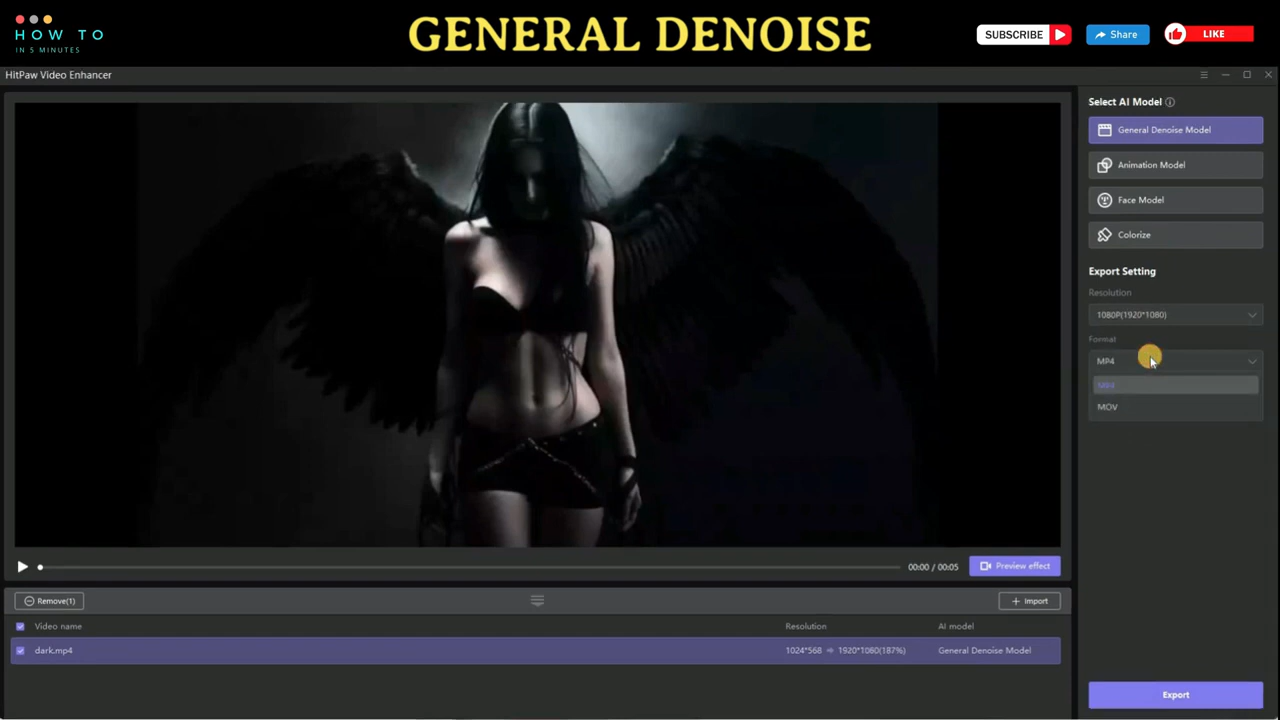 HOW TO
IN 5 MINUTES
GENERAL DENOISE
SUBSCRIBE
Share
LIKE
HitPaw Video Enhancer
Select AI Model
General Denoise Model
Animation Model
Face Model
Colorize
Export Setting
Resolution
1080P(1920*1080)
Format
MP4
MP4
MOV
00:00 / 00:05
Preview effect
Remove(1)
Import
Video name
Resolution
AI model
dark.mp4
1024*568 ➜ 1920*1080(187%)
General Denoise Model
Export